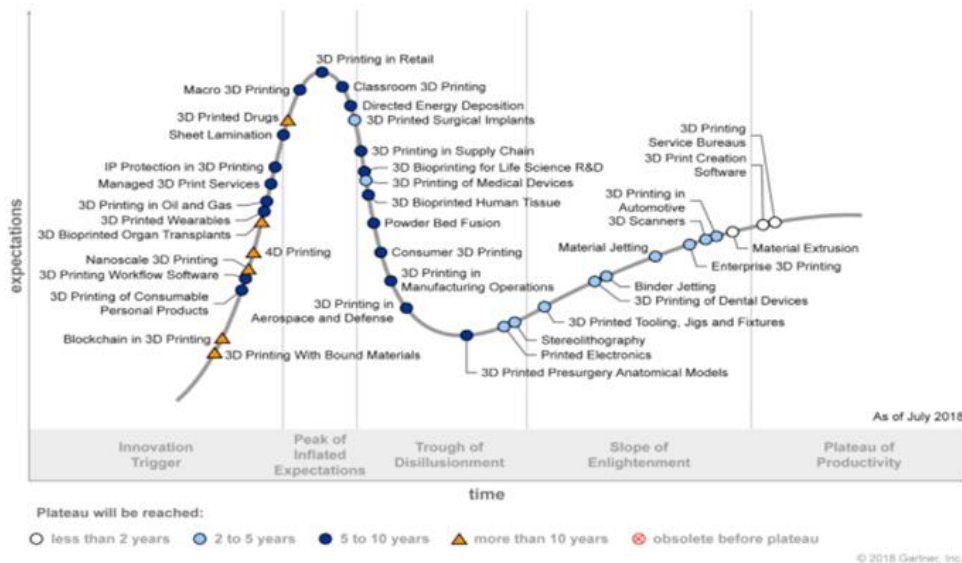 3D Printing in Retail
Macro 3D Printing
Classroom 3D Printing
Directed Energy Deposition
3D Printed Drugs
3D Printed Surgical Implants
Sheet Lamination
3D Printing in Supply Chain
IP Protection in 3D Printing
3D Bioprinting for Life Science R&D
Managed 3D Print Services
3D Printing of Medical Devices
3D Printing in Oil and Gas
3D Bioprinted Human Tissue
3D Printed Wearables
3D Bioprinted Organ Transplants
Powder Bed Fusion
4D Printing
Consumer 3D Printing
Nanoscale 3D Printing
3D Printing Workflow Software
3D Printing in
Manufacturing Operations
3D Printing of Consumable
Personal Products
3D Printing in
Aerospace and Defense
Blockchain in 3D Printing
3D Printing With Bound Materials
3D Printed Presurgery Anatomical Models
Printed Electronics
Stereolithography
3D Printed Tooling, Jigs and Fixtures
3D Printing of Dental Devices
Binder Jetting
Material Jetting
Enterprise 3D Printing
3D Scanners
3D Printing in
Automotive
Material Extrusion
3D Print Creation
Software
3D Printing
Service Bureaus
expectations
As of July 2018
Innovation
Trigger
Peak of
Inflated
Expectations
Trough of
Disillusionment
Slope of
Enlightenment
Plateau of
Productivity
time
Plateau will be reached:
less than 2 years
2 to 5 years
5 to 10 years
more than 10 years
obsolete before plateau
© 2018 Gartner, Inc.